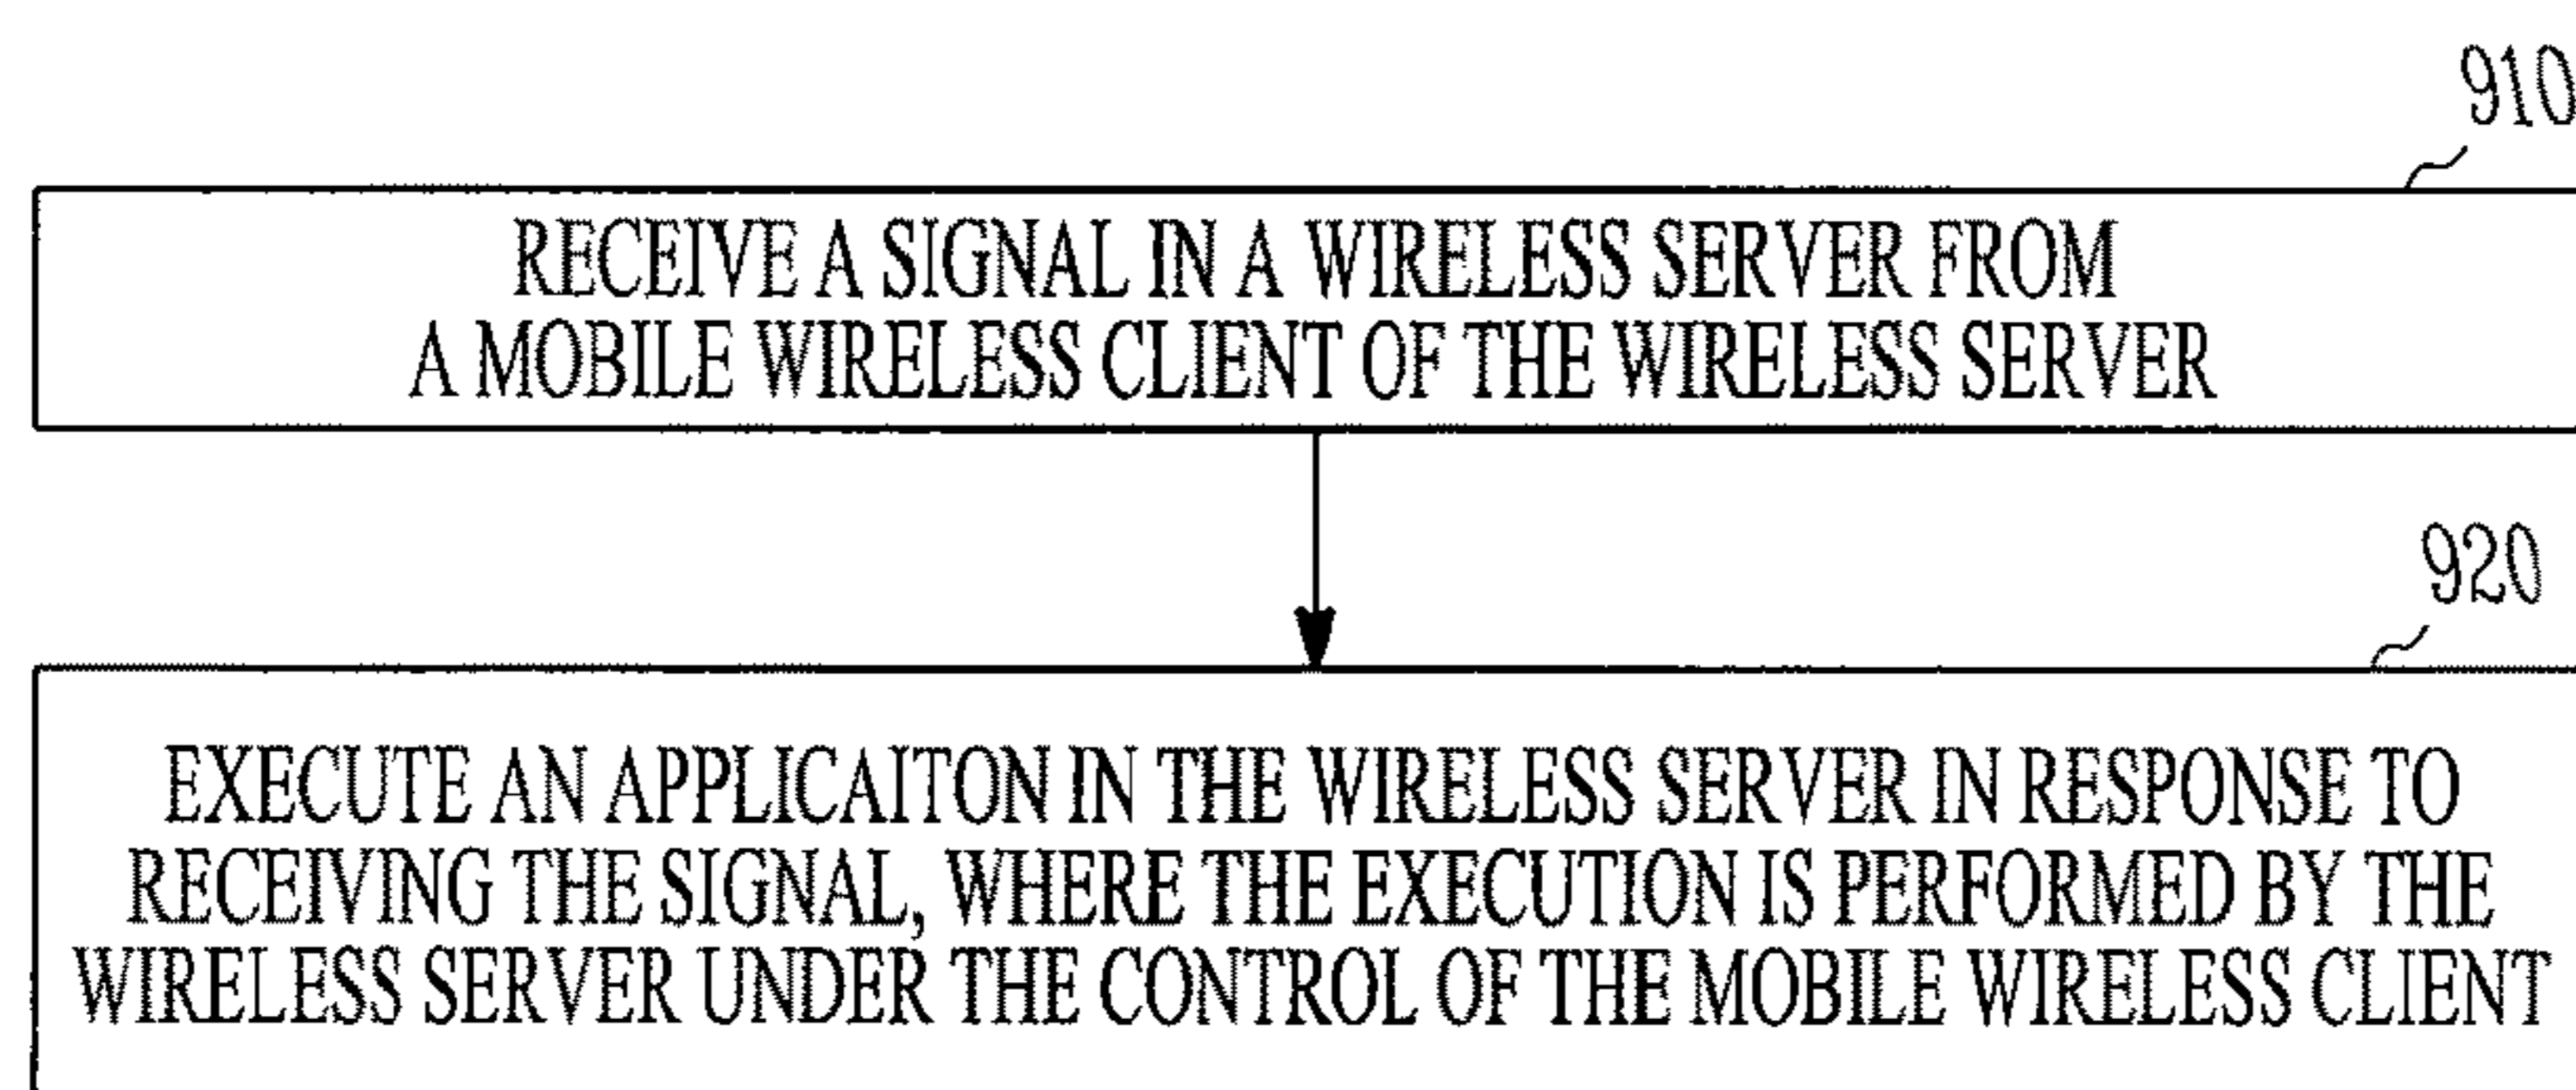 910
RECEIVE A SIGNAL IN A WIRELESS SERVER FROM
A MOBILE WIRELESS CLIENT OF THE WIRELESS SERVER
920
EXECUTE AN APPLICAITON IN THE WIRELESS SERVER IN RESPONSE TO
RECEIVING THE SIGNAL, WHERE THE EXECUTION IS PERFORMED BY THE
WIRELESS SERVER UNDER THE CONTROL OF THE MOBILE WIRELESS CLIENT